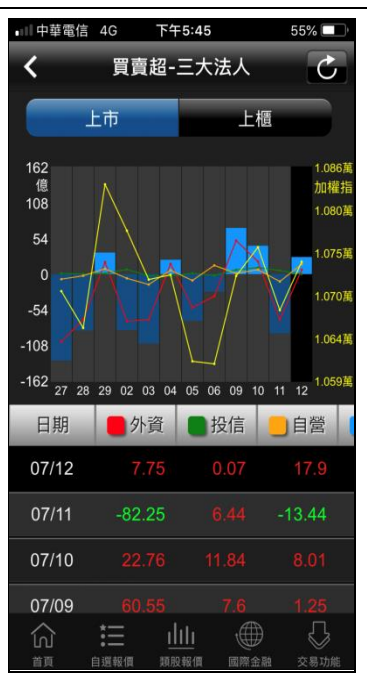 中華電信 4G 下午5:45 55%
買賣超-三大法人
上市 上櫃
162 1.086萬
億 加權指
108 1.080萬
54 1.075萬
0 1.070萬
-54
-108 1.064萬
-162 1.059萬
27 28 29 02 03 04 05 06 09 10 11 12
日期 外資 投信 自營
07/12 7.75 0.07 17.9
07/11 -82.25 6.44 -13.44
07/10 22.76 11.84 8.01
07/09 60.55 7.6 1.25
首頁 自選報價 類股報價 國際金融 交易功能